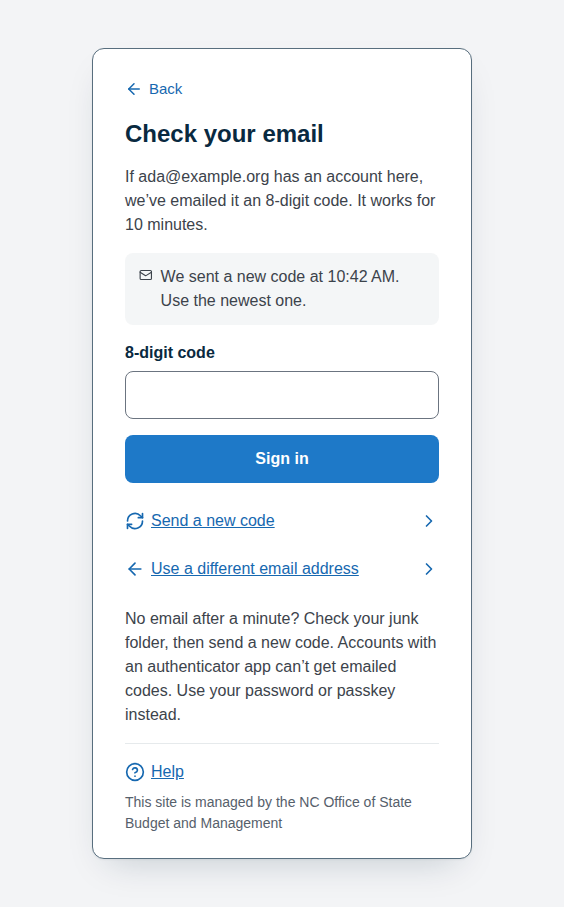 Back
Check your email
If ada@example.org has an account here,
we’ve emailed it an 8-digit code. It works for
10 minutes.
We sent a new code at 10:42 AM.
Use the newest one.
8-digit code
Sign in
Send a new code
Use a different email address
No email after a minute? Check your junk
folder, then send a new code. Accounts with
an authenticator app can’t get emailed
codes. Use your password or passkey
instead.
Help
This site is managed by the NC Office of State
Budget and Management